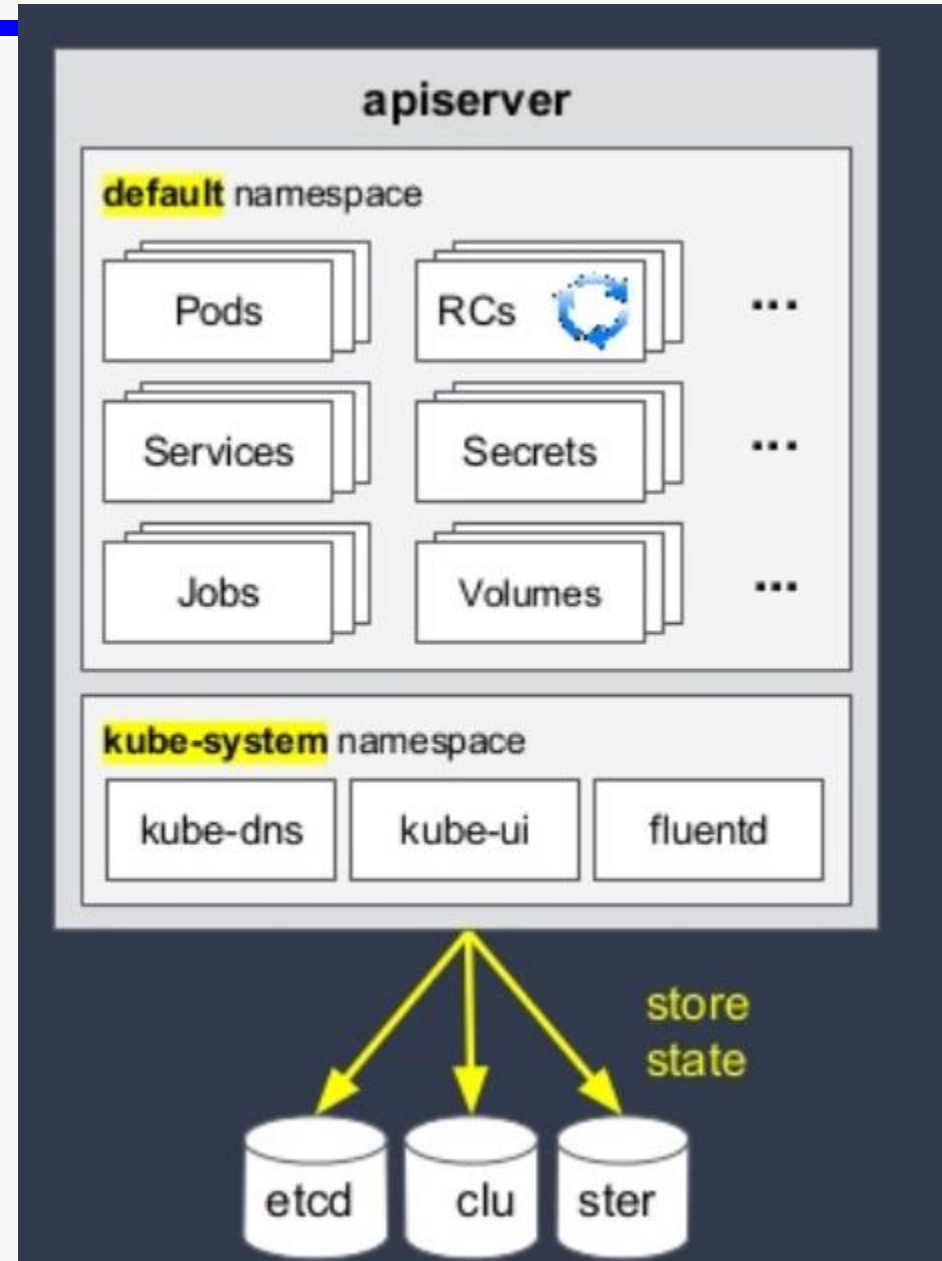 apiserver
default namespace
Pods
RCs
...
Services
Secrets
...
Jobs
Volumes
...
kube-system namespace
kube-dns
kube-ui
fluentd
store
state
etcd
clu
ster